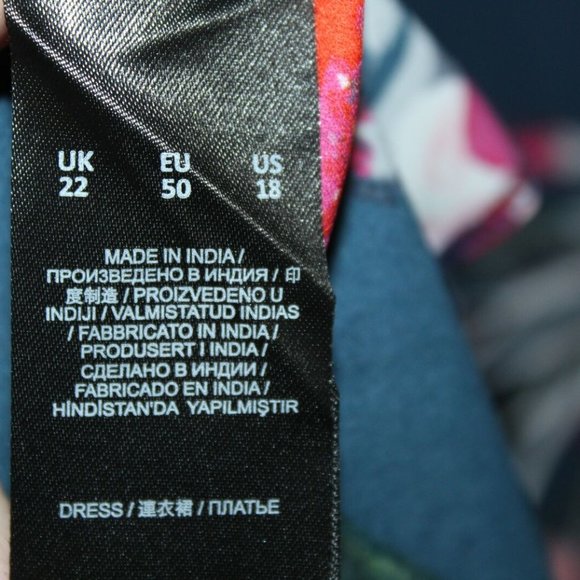 UK EU US
22 50 18
MADE IN INDIA /
ПРОИЗВЕДЕНО В ИНДИЯ / 印
度制造 / PROIZVEDENO U
INDIJI / VALMISTATUD INDIAS
/ FABBRICATO IN INDIA /
PRODUSERT I INDIA /
СДЕЛАНО В ИНДИИ /
FABRICADO EN INDIA /
HİNDİSTAN'DA YAPILMIŞTIR
DRESS / 連衣裙 / ПЛАТЬЕ